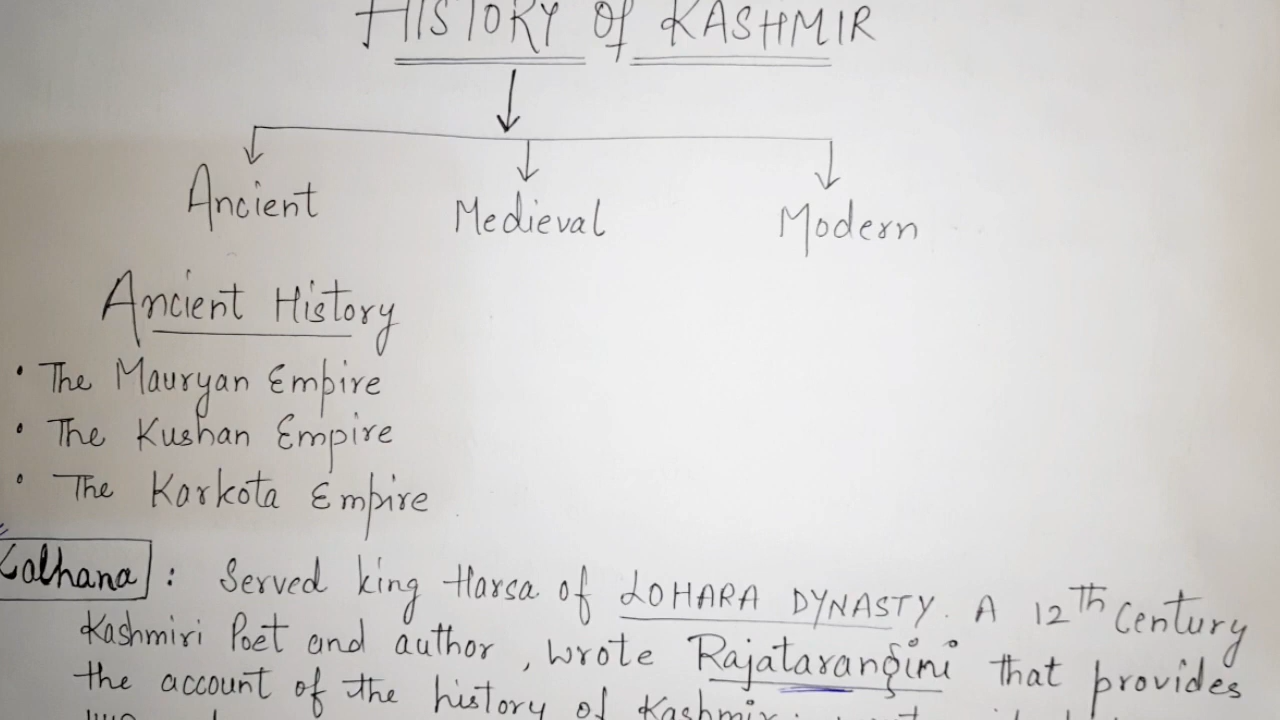 HISTORY of KASHMIR
Ancient Medieval Modern
Ancient History
• The Mauryan Empire
• The Kushan Empire
• The Karkota Empire
Kalhana : Served king Harsa of LOHARA DYNASTY. A 12th Century
Kashmiri Poet and author, wrote Rajatarangini that provides
the account of the history of Kashmir